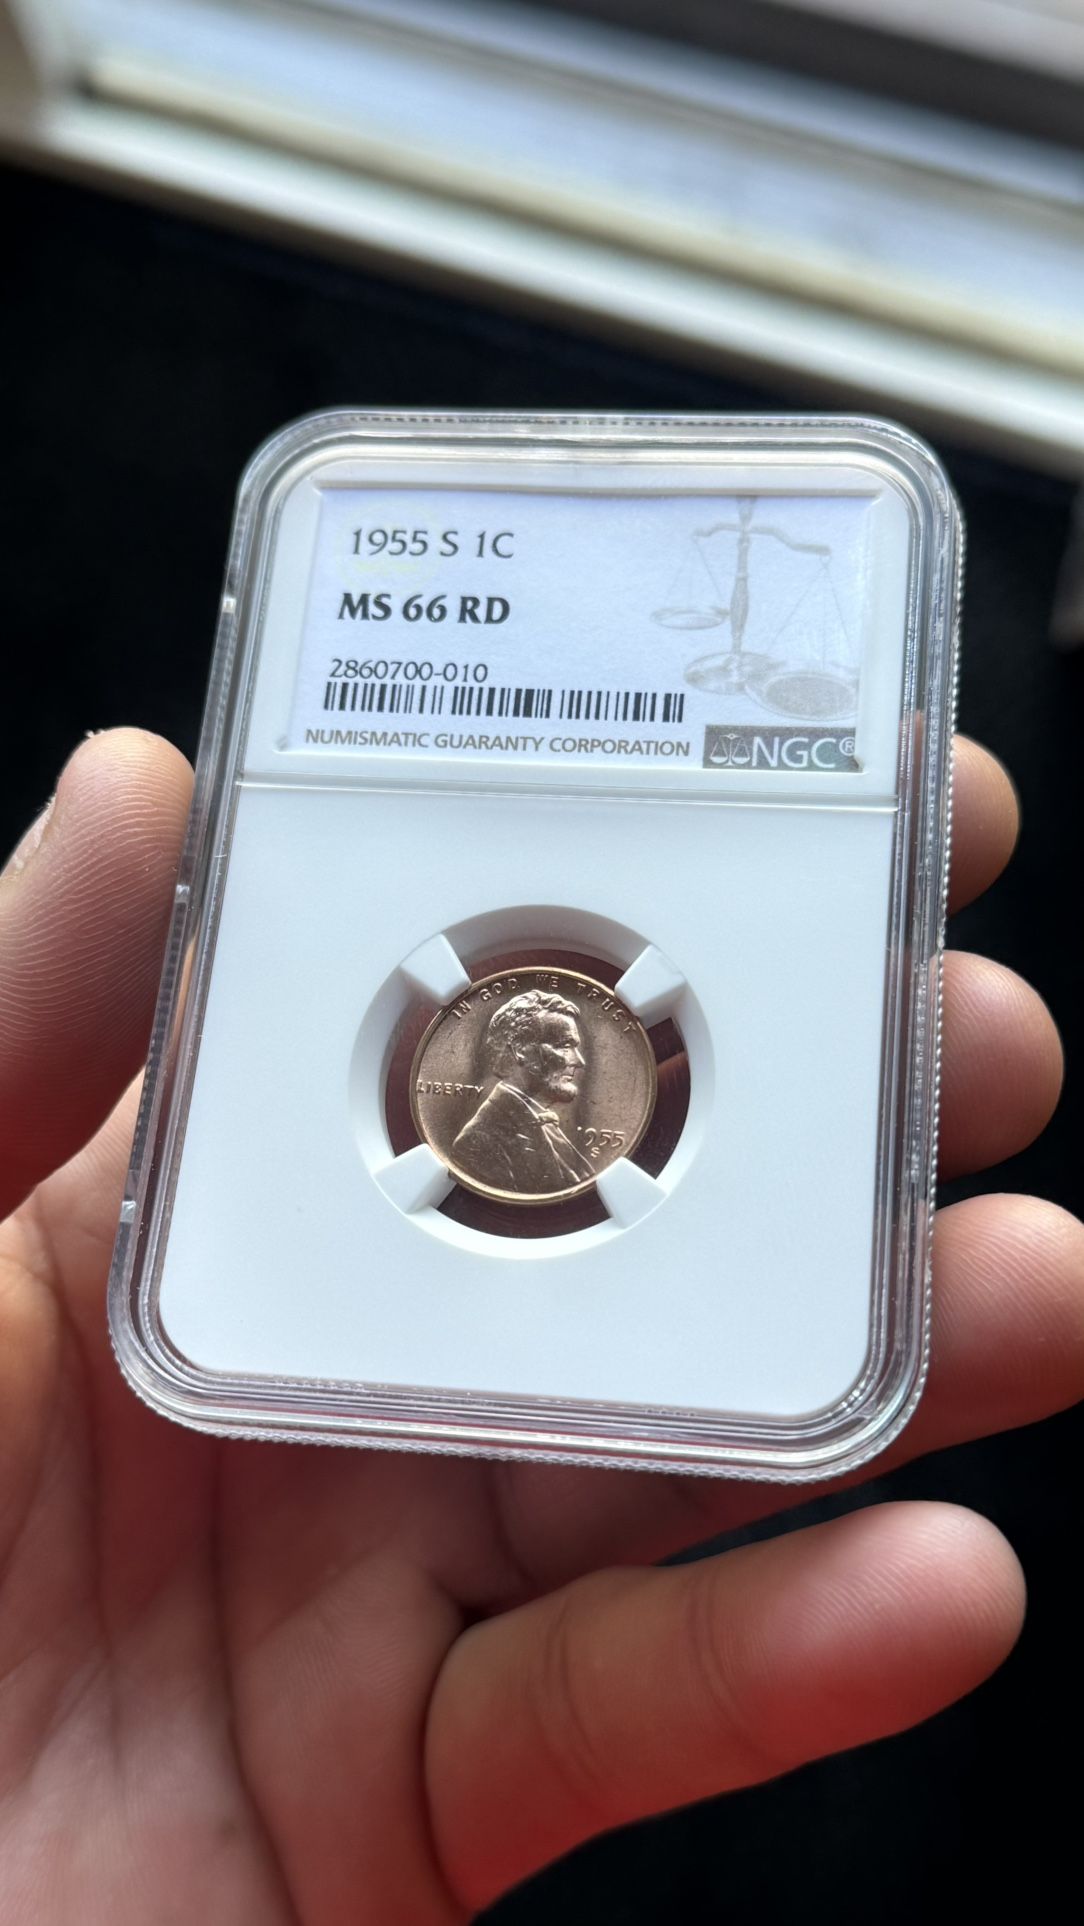 1955 S 1C
MS 66 RD
2860700-010
NUMISMATIC GUARANTY CORPORATION NGC®
IN GOD WE TRUST
LIBERTY
1955
S